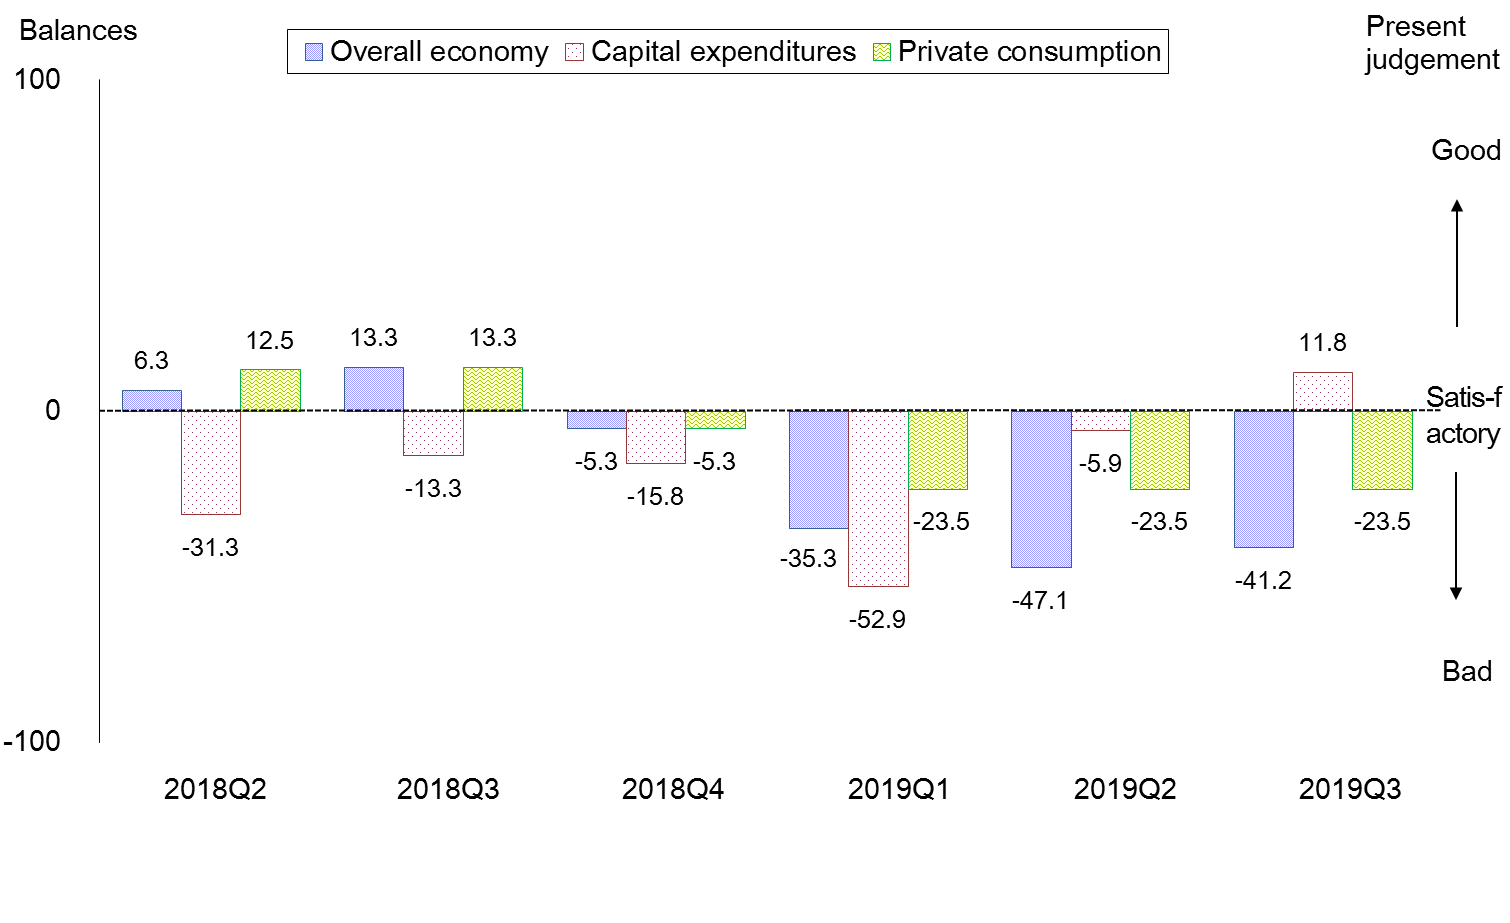 Balances
Present
judgement
Overall economy Capital expenditures Private consumption
100
Good
6.3 12.5 13.3 13.3 11.8
0
Satis-f
actory
-31.3 -13.3 -5.3 -15.8 -5.3 -35.3 -52.9 -23.5 -47.1 -5.9 -23.5 -41.2 -23.5
Bad
-100
2018Q2 2018Q3 2018Q4 2019Q1 2019Q2 2019Q3